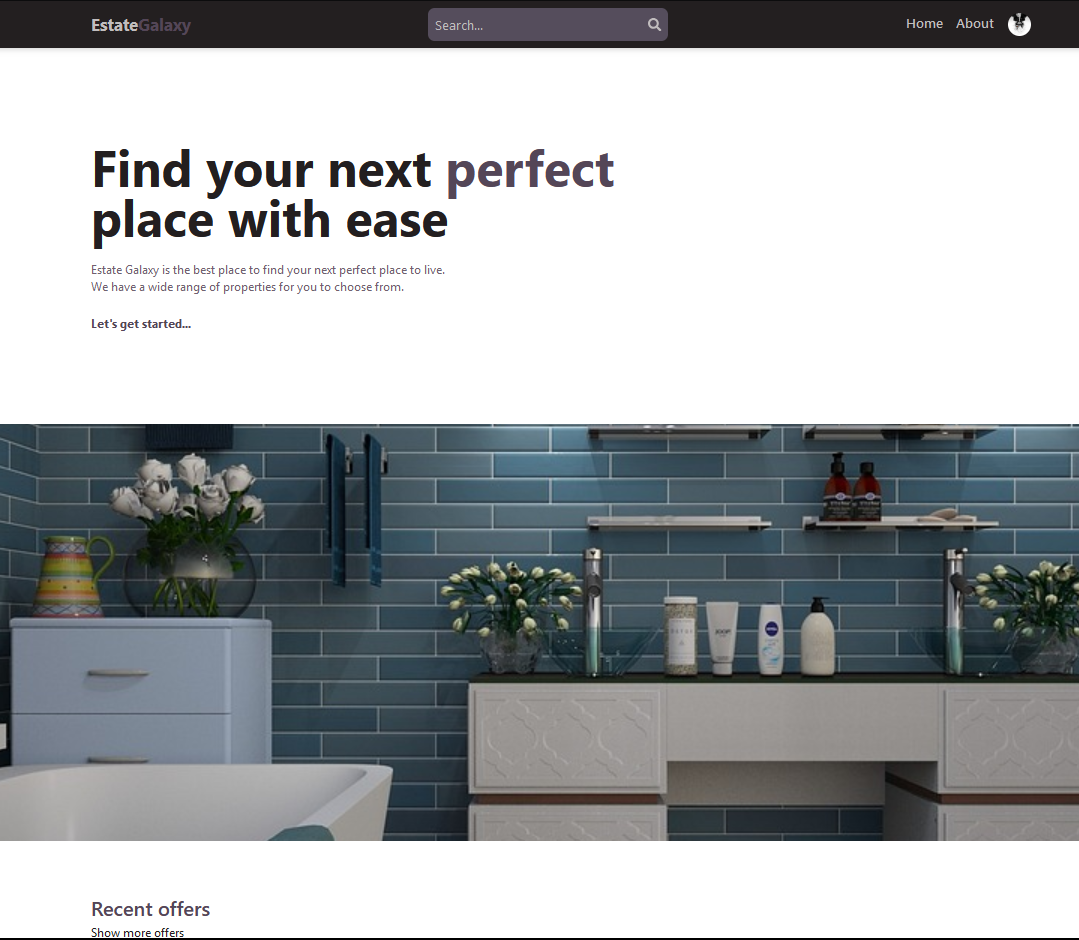 EstateGalaxy
Search...
Home
About
Find your next perfect
place with ease
Estate Galaxy is the best place to find your next perfect place to live.
We have a wide range of properties for you to choose from.
Let's get started...
NIVEA
Recent offers
Show more offers